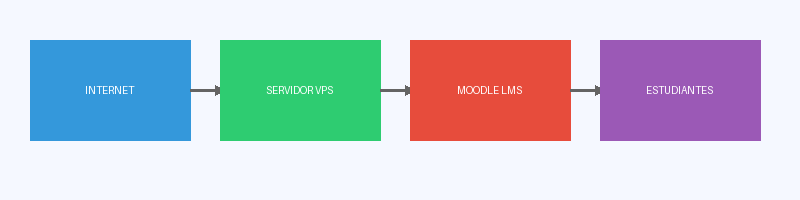 INTERNET
SERVIDOR VPS
MOODLE LMS
ESTUDIANTES